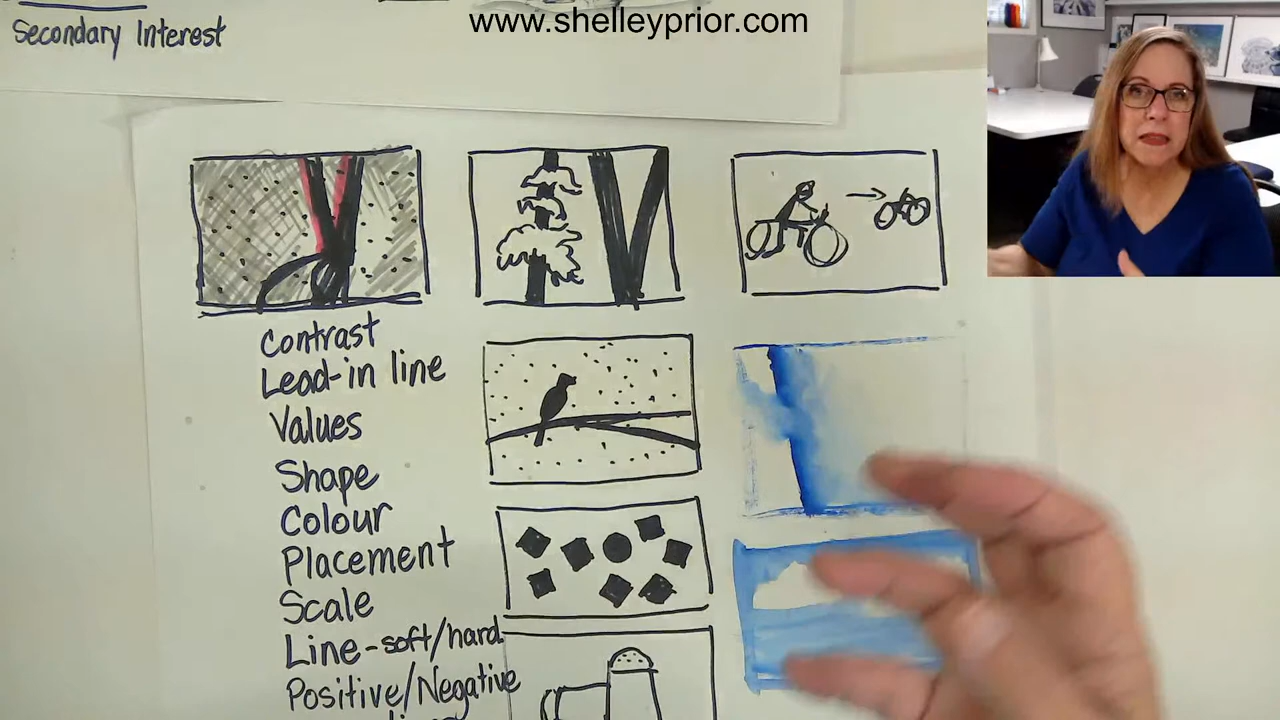 www.shelleyprior.com
Secondary Interest
Contrast
Lead-in line
Values
Shape
Colour
Placement
Scale
Line-soft/hard
Positive/Negative